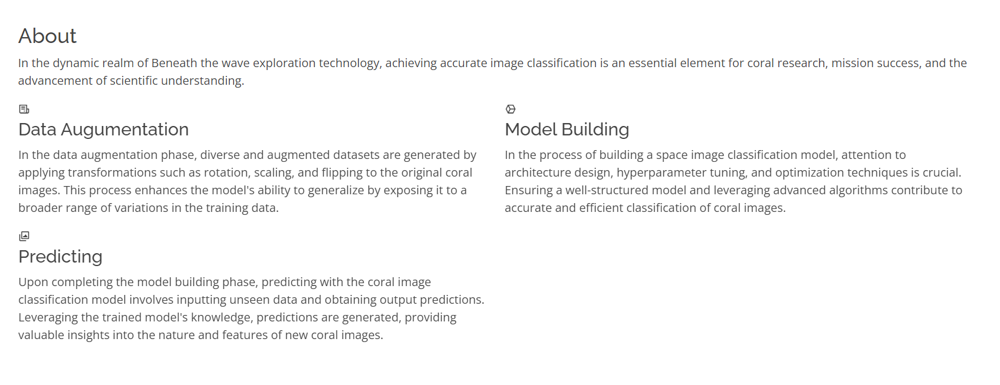 About
In the dynamic realm of Beneath the wave exploration technology, achieving accurate image classification is an essential element for coral research, mission success, and the
advancement of scientific understanding.
Data Augumentation
In the data augmentation phase, diverse and augmented datasets are generated by
applying transformations such as rotation, scaling, and flipping to the original coral
images. This process enhances the model's ability to generalize by exposing it to a
broader range of variations in the training data.
Model Building
In the process of building a space image classification model, attention to
architecture design, hyperparameter tuning, and optimization techniques is crucial.
Ensuring a well-structured model and leveraging advanced algorithms contribute to
accurate and efficient classification of coral images.
Predicting
Upon completing the model building phase, predicting with the coral image
classification model involves inputting unseen data and obtaining output predictions.
Leveraging the trained model's knowledge, predictions are generated, providing
valuable insights into the nature and features of new coral images.